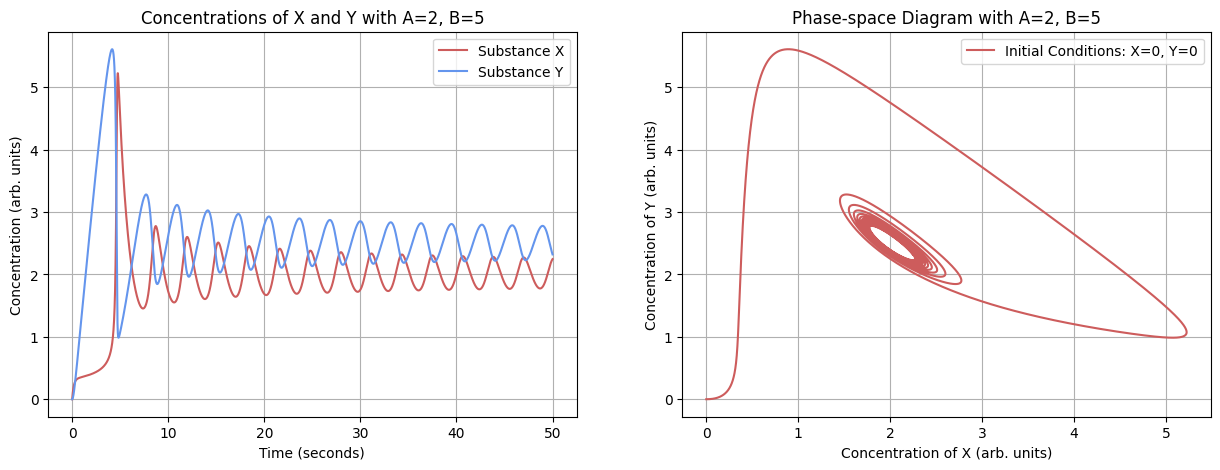 Concentrations of X and Y with A=2, B=5
Concentration (arb. units)
5
4
3
2
1
0
Substance X
Substance Y
0 10 20 30 40 50
Time (seconds)
Phase-space Diagram with A=2, B=5
Concentration of Y (arb. units)
5
4
3
2
1
0
Initial Conditions: X=0, Y=0
0 1 2 3 4 5
Concentration of X (arb. units)